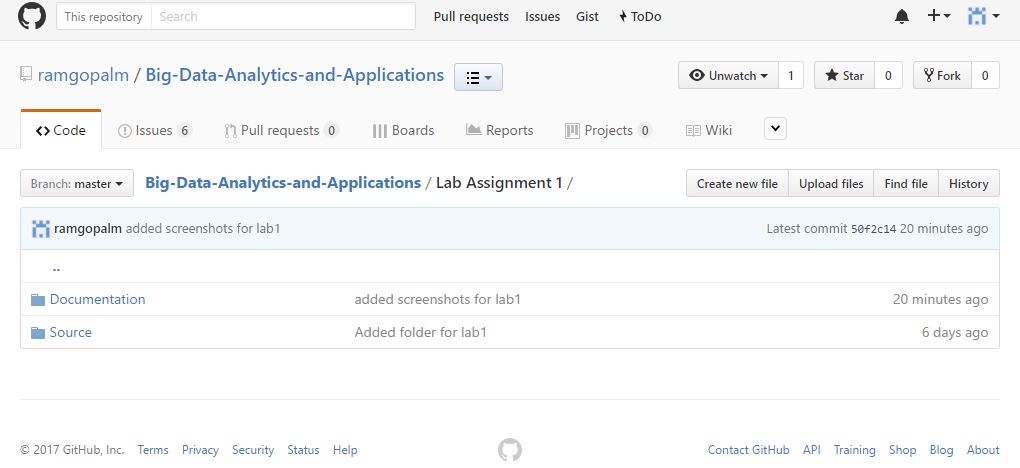 This repository Search Pull requests Issues Gist ToDo
ramgopalm / Big-Data-Analytics-and-Applications Unwatch 1 Star 0 Fork 0
Code Issues 6 Pull requests 0 Boards Reports Projects 0 Wiki
Branch: master Big-Data-Analytics-and-Applications / Lab Assignment 1 / Create new file Upload files Find file History
ramgopalm added screenshots for lab1 Latest commit 50f2c14 20 minutes ago
..
Documentation added screenshots for lab1 20 minutes ago
Source Added folder for lab1 6 days ago
© 2017 GitHub, Inc. Terms Privacy Security Status Help Contact GitHub API Training Shop Blog About